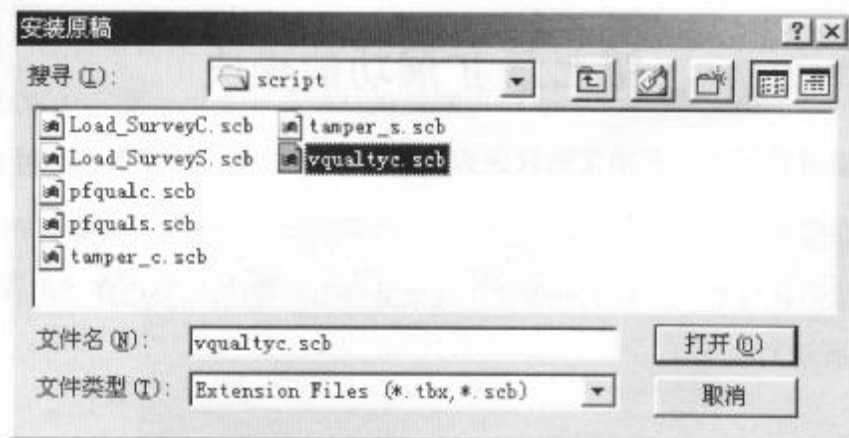 安装原稿
搜寻(I): script
Load_SurveyC.scb tamper_s.scb
Load_SurveyS.scb vqualtyc.scb
pfqualc.scb
pfquals.scb
tamper_c.scb
文件名(N): vqualtyc.scb 打开(O)
文件类型(T): Extension Files (*.tbx,*.scb) 取消